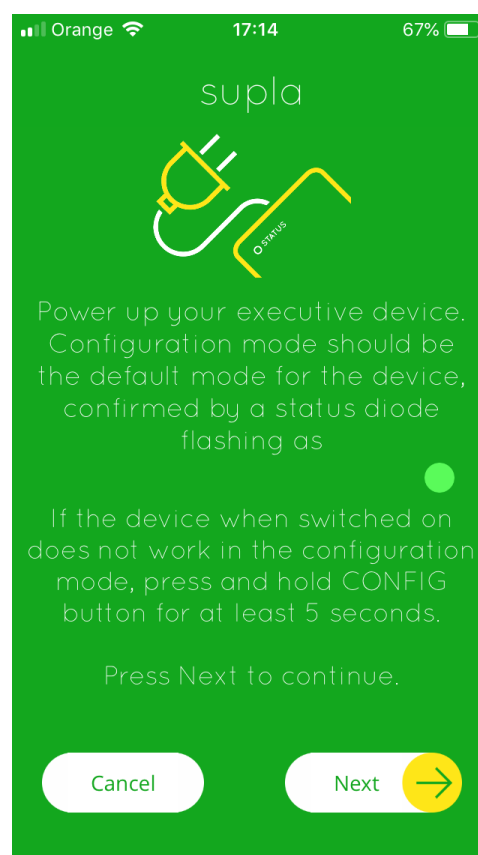 Orange 17:14 67%
supla
STATUS
Power up your executive device.
Configuration mode should be
the default mode for the device,
confirmed by a status diode
flashing as
If the device when switched on
does not work in the configuration
mode, press and hold CONFIG
button for at least 5 seconds.
Press Next to continue.
Cancel Next